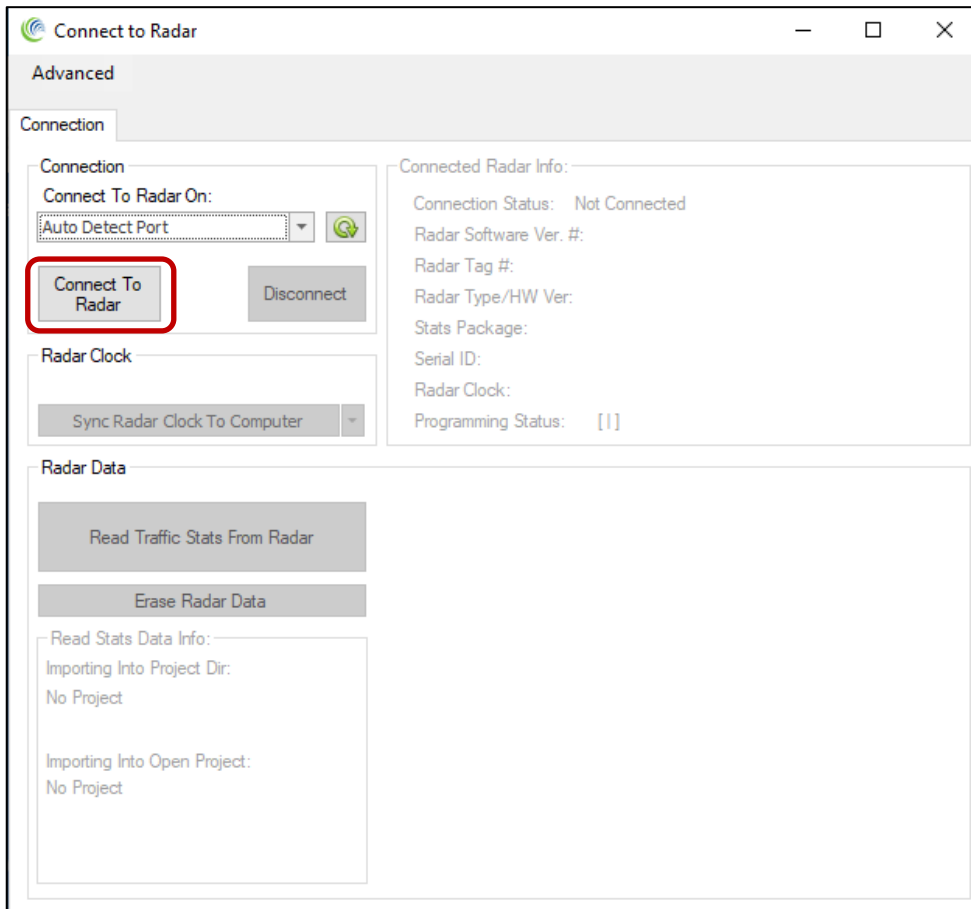 Connect to Radar
Advanced
Connection
Connection
Connect To Radar On:
Auto Detect Port
Connect To
Radar
Disconnect
Radar Clock
Sync Radar Clock To Computer
Connected Radar Info:
Connection Status: Not Connected
Radar Software Ver. #:
Radar Tag #:
Radar Type/HW Ver:
Stats Package:
Serial ID:
Radar Clock:
Programming Status: [ | ]
Radar Data
Read Traffic Stats From Radar
Erase Radar Data
Read Stats Data Info:
Importing Into Project Dir:
No Project
Importing Into Open Project:
No Project